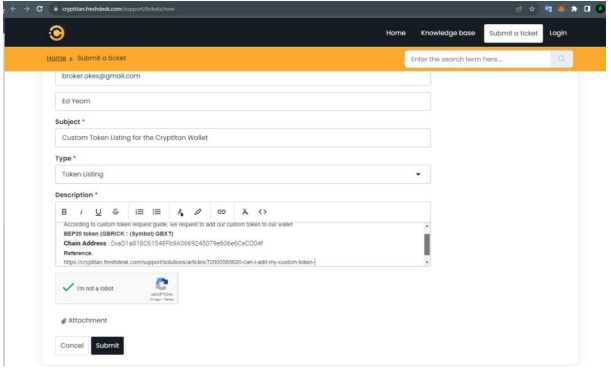 cryptitan.freshdesk.com/support/tickets/new
Home Knowledge base Submit a ticket Login
Home Submit a ticket Enter the search term here...
broker.okex@gmail.com
Ed Yeom
Subject *
Custom Token Listing for the Cryptitan Wallet
Type *
Token Listing
Description *
According to custom token request guide, we request to add our custom token to our wallet
BEP20 token (GBRICK : (Symbol) GBXT)
Chain Address : 0xaD1a818C6154BFb9A0669245079e606e6CeCD04f
Reference.
https://cryptitan.freshdesk.com/support/solutions/articles/72000565620-can-i-add-my-custom-token-
I'm not a robot
reCAPTCHA
Privacy - Terms
Attachment
Cancel Submit